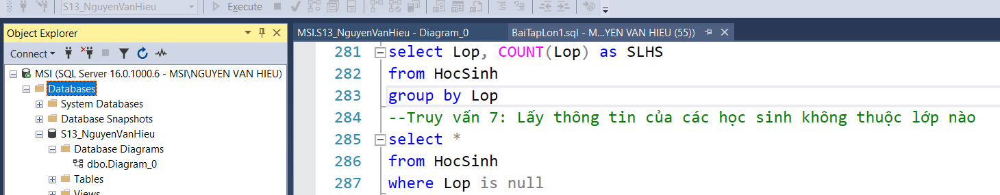 S13_NguyenVanHieu
Execute
Object Explorer
Connect
MSI (SQL Server 16.0.1000.6 - MSI\NGUYEN VAN HIEU)
Databases
System Databases
Database Snapshots
S13_NguyenVanHieu
Database Diagrams
dbo.Diagram_0
Tables
Views
MSI.S13_NguyenVanHieu - Diagram_0
BaiTapLon1.sql - M...YEN VAN HIEU (55))
281 select Lop, COUNT(Lop) as SLHS
282 from HocSinh
283 group by Lop
284 --Truy vấn 7: Lấy thông tin của các học sinh không thuộc lớp nào
285 select *
286 from HocSinh
287 where Lop is null